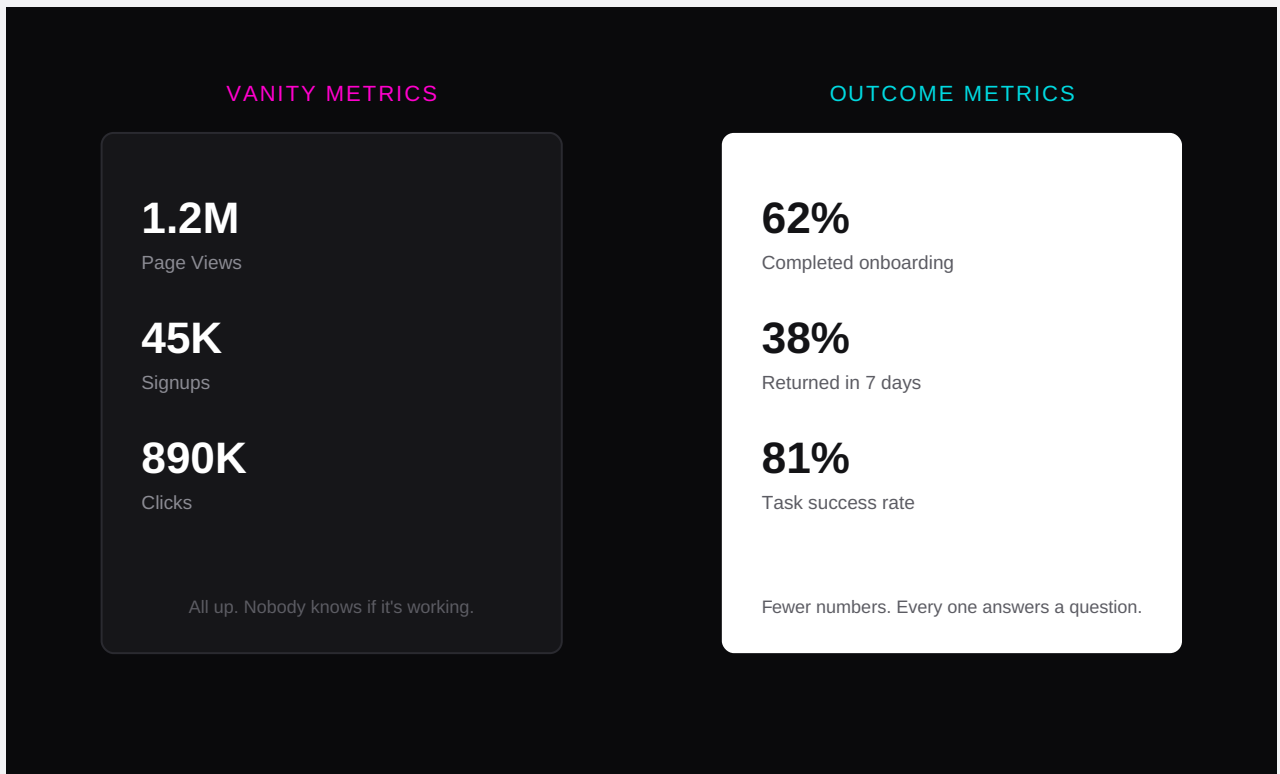 VANITY METRICS
1.2M
Page Views
45K
Signups
890K
Clicks
All up. Nobody knows if it's working.
OUTCOME METRICS
62%
Completed onboarding
38%
Returned in 7 days
81%
Task success rate
Fewer numbers. Every one answers a question.